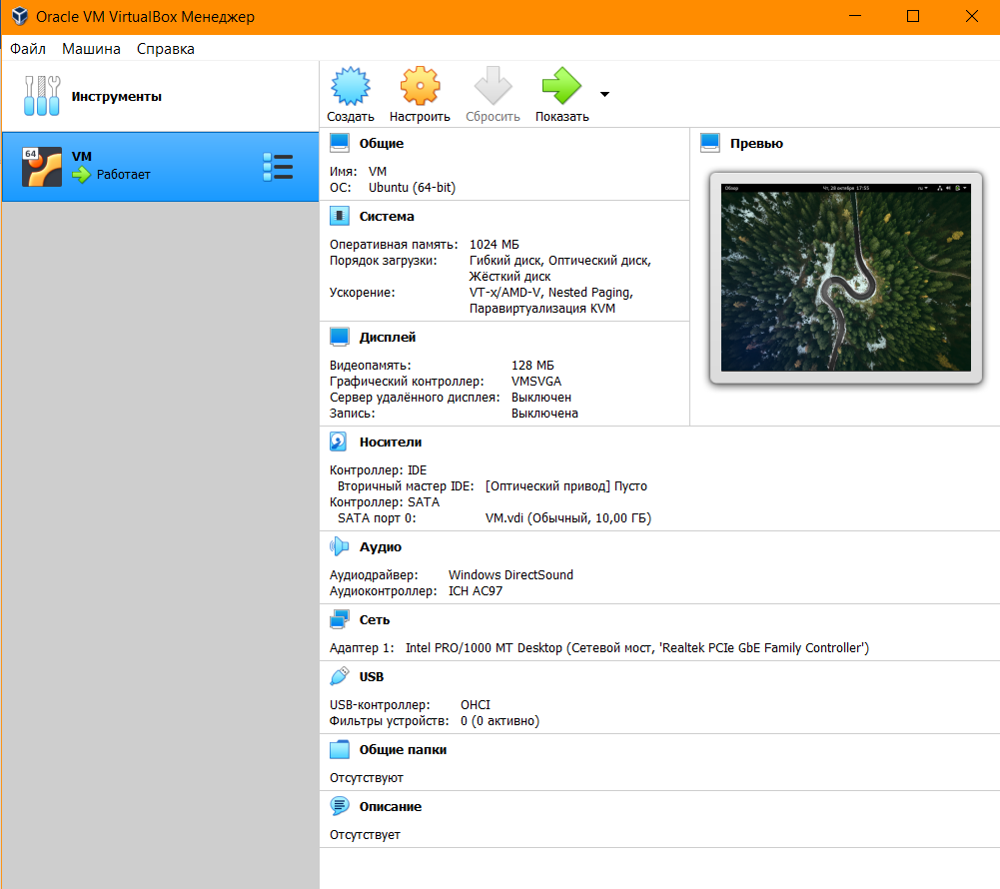 Oracle VM VirtualBox Менеджер
Файл Машина Справка
Инструменты
64
VM
Работает
Создать Настроить Сбросить Показать
Общие
Имя: VM
ОС: Ubuntu (64-bit)
Система
Оперативная память: 1024 МБ
Порядок загрузки: Гибкий диск, Оптический диск,
Жёсткий диск
Ускорение: VT-x/AMD-V, Nested Paging,
Паравиртуализация KVM
Дисплей
Видеопамять: 128 МБ
Графический контроллер: VMSVGA
Сервер удалённого дисплея: Выключен
Запись: Выключена
Превью
Обзор Чт, 28 октября 17:55 ru
Носители
Контроллер: IDE
Вторичный мастер IDE: [Оптический привод] Пусто
Контроллер: SATA
SATA порт 0: VM.vdi (Обычный, 10,00 ГБ)
Аудио
Аудиодрайвер: Windows DirectSound
Аудиоконтроллер: ICH AC97
Сеть
Адаптер 1: Intel PRO/1000 MT Desktop (Сетевой мост, 'Realtek PCIe GbE Family Controller')
USB
USB-контроллер: OHCI
Фильтры устройств: 0 (0 активно)
Общие папки
Отсутствуют
Описание
Отсутствует